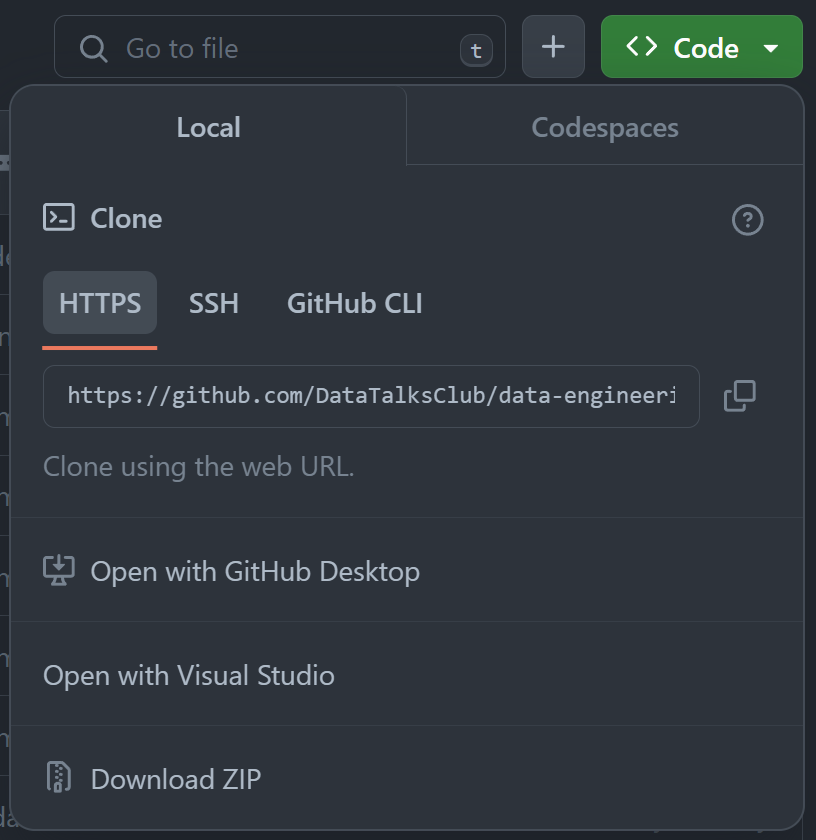 Go to file
t
Code
Local
Codespaces
Clone
HTTPS
SSH
GitHub CLI
https://github.com/DataTalksClub/data-engineeri
Clone using the web URL.
Open with GitHub Desktop
Open with Visual Studio
Download ZIP